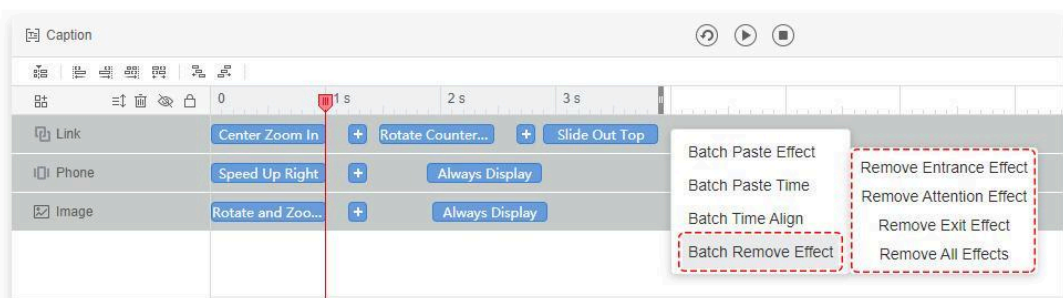 Caption
0 1 s 2 s 3 s
Link Center Zoom In + Rotate Counter... + Slide Out Top
Phone Speed Up Right + Always Display
Image Rotate and Zoo... + Always Display
Batch Paste Effect
Batch Paste Time
Batch Time Align
Batch Remove Effect
Remove Entrance Effect
Remove Attention Effect
Remove Exit Effect
Remove All Effects